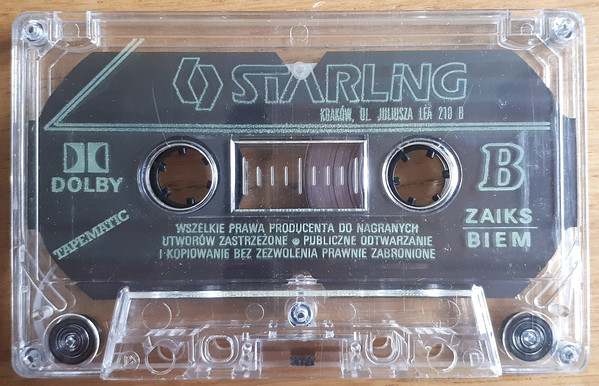 STARLING
KRAKÓW, UL. JULIUSZA LEA 210 B
DOLBY
B
TAPEMATIC
ZAIKS
BIEM
WSZELKIE PRAWA PRODUCENTA DO NAGRANYCH
UTWORÓW ZASTRZEŻONE • PUBLICZNE ODTWARZANIE
I KOPIOWANIE BEZ ZEZWOLENIA PRAWNIE ZABRONIONE